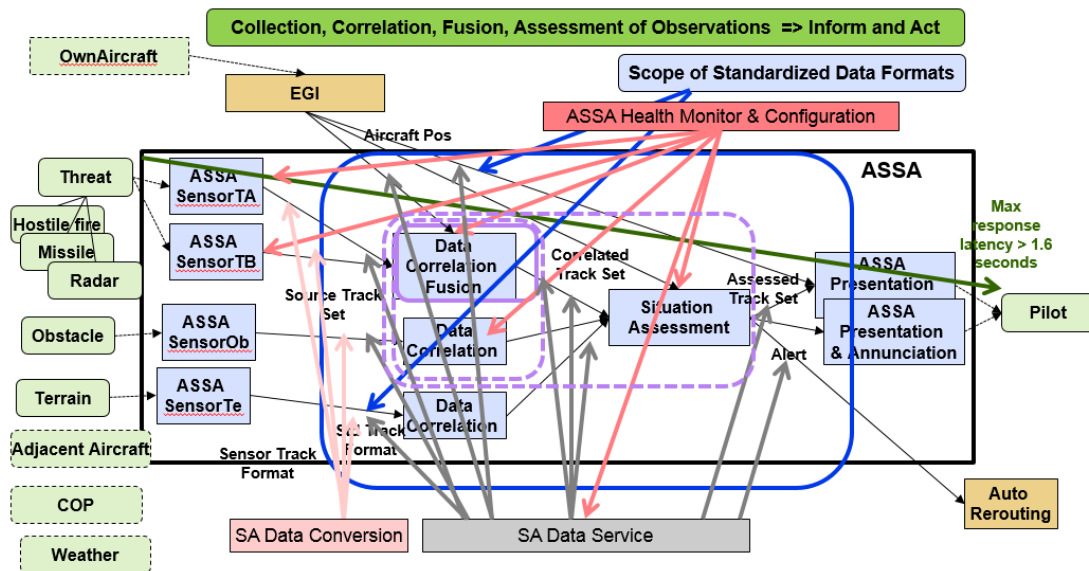 Collection, Correlation, Fusion, Assessment of Observations => Inform and Act
OwnAircraft
Scope of Standardized Data Formats
EGI
ASSA Health Monitor & Configuration
Aircraft Pos
ASSA
Threat
ASSA
SensorTA
Hostile fire
Missile
Radar
ASSA
SensorTB
Data
Correlation
Fusion
Correlated
Track Set
Source Track
Set
Situation
Assessment
Assessed
Track Set
ASSA
Presentation
ASSA
Presentation
& Annunciation
Max
response
latency > 1.6
seconds
Pilot
Obstacle
ASSA
SensorOb
Data
Correlation
Alert
Terrain
ASSA
SensorTe
Data
Correlation
Track
Format
Adjacent Aircraft
Sensor Track
Format
COP
Weather
SA Data Conversion
SA Data Service
Auto
Rerouting